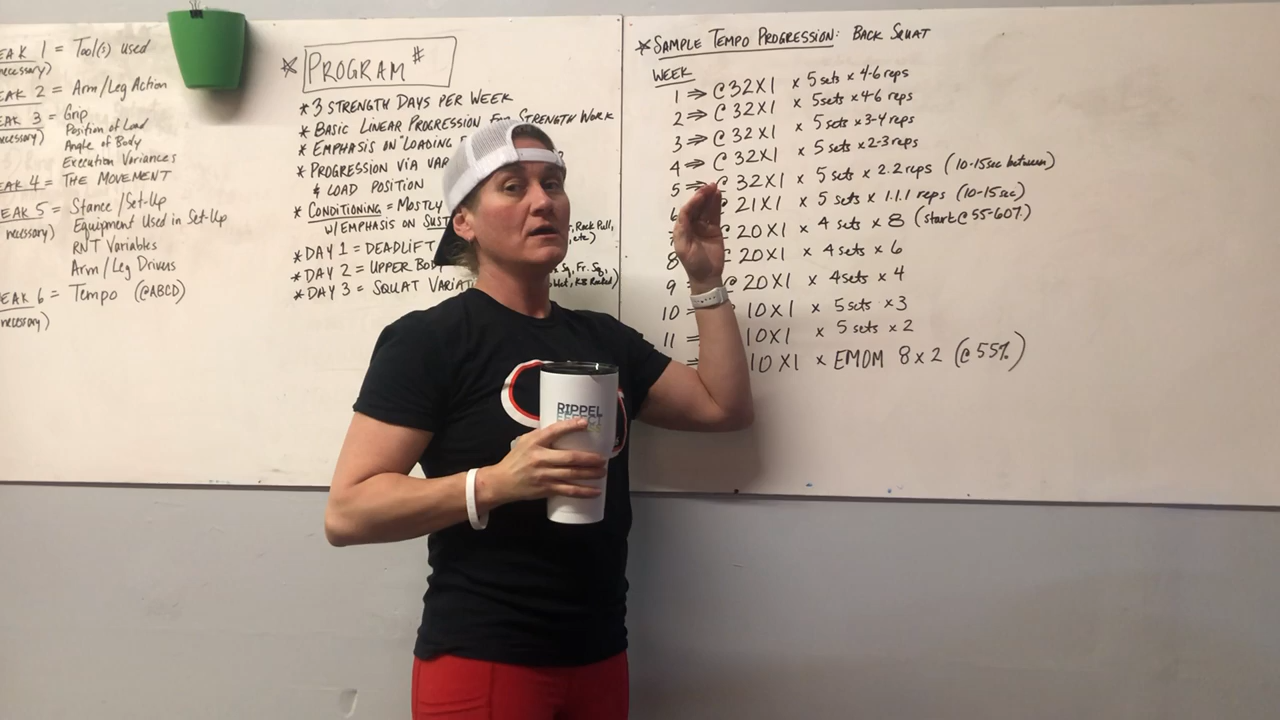 EAK 1 = Tool(s) used
necessary)
EAK 2 = Arm/Leg Action
EAK 3 = Grip
necessary)
Position of Load
Angle of Body
Execution Variances
EAK 4 = THE MOVEMENT
EAK 5 = Stance/Set-Up
necessary)
Equipment Used in Set-Up
RNT Variables
Arm/Leg Drivers
EAK 6 = Tempo (@ABCD)
necessary)
* PROGRAM #
* 3 STRENGTH DAYS PER WEEK
* BASIC LINEAR PROGRESSION FOR STRENGTH WORK
* EMPHASIS ON "LOADING
* PROGRESSION VIA VAR
& LOAD POSITION
* CONDITIONING = MOSTLY
W/ EMPHASIS ON SUST
* DAY 1 = DEADLIFT , Rack Pull, etc)
* DAY 2 = UPPER BODY
* DAY 3 = SQUAT VARIAT Sq, Fr. Sq, KB Racked)
* SAMPLE TEMPO PROGRESSION: BACK SQUAT
WEEK
1 ⇒ @ 32X1 x 5 sets x 4-6 reps
2 ⇒ @ 32X1 x 5 sets x 4-6 reps
3 ⇒ @ 32X1 x 5 sets x 3-4 reps
4 ⇒ @ 32X1 x 5 sets x 2-3 reps
5 ⇒ @ 32X1 x 5 sets x 2.2 reps (10-15sec between)
6 @ 21X1 x 5 sets x 1.1.1 reps (10-15sec)
@ 20X1 x 4 sets x 8 (start @ 55-60%)
8 @ 20X1 x 4 sets x 6
9 = @ 20X1 x 4 sets x 4
10 = 10X1 x 5 sets x 3
11 = 10X1 x 5 sets x 2
= 10X1 x EMOM 8 x 2 (@ 55%)
RIPPEL
EFFECT